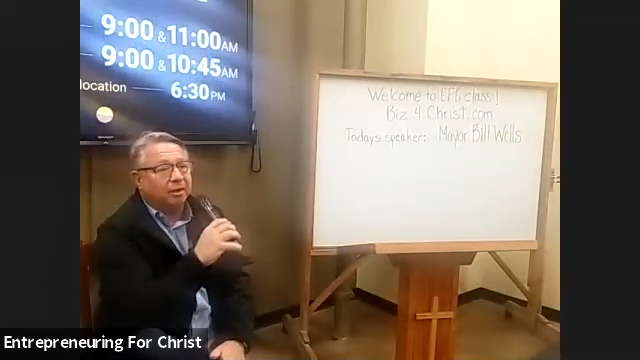 9:00 & 11:00 AM
9:00 & 10:45 AM
location 6:30 PM
Welcome to EFC class!
Biz 4 Christ.com
Todays speaker: Mayor Bill Wells
Entrepreneuring For Christ